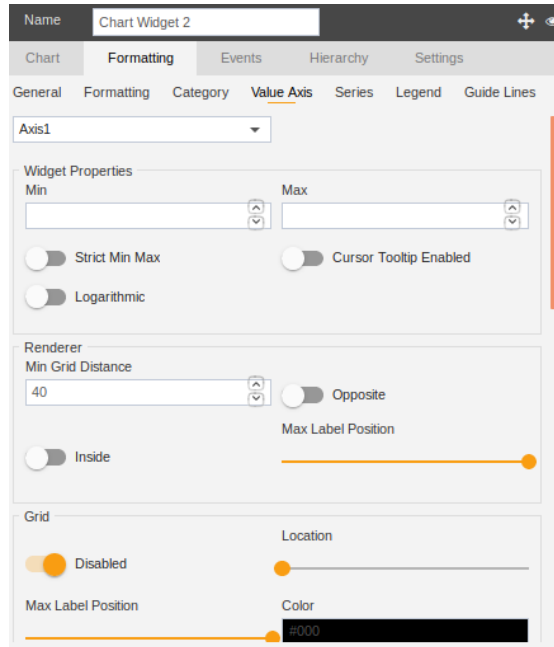 Name Chart Widget 2
Chart Formatting Events Hierarchy Settings
General Formatting Category Value Axis Series Legend Guide Lines
Axis1
Widget Properties
Min Max
Strict Min Max Cursor Tooltip Enabled
Logarithmic
Renderer
Min Grid Distance
40 Opposite
Max Label Position
Inside
Grid
Location
Disabled
Max Label Position Color
#000